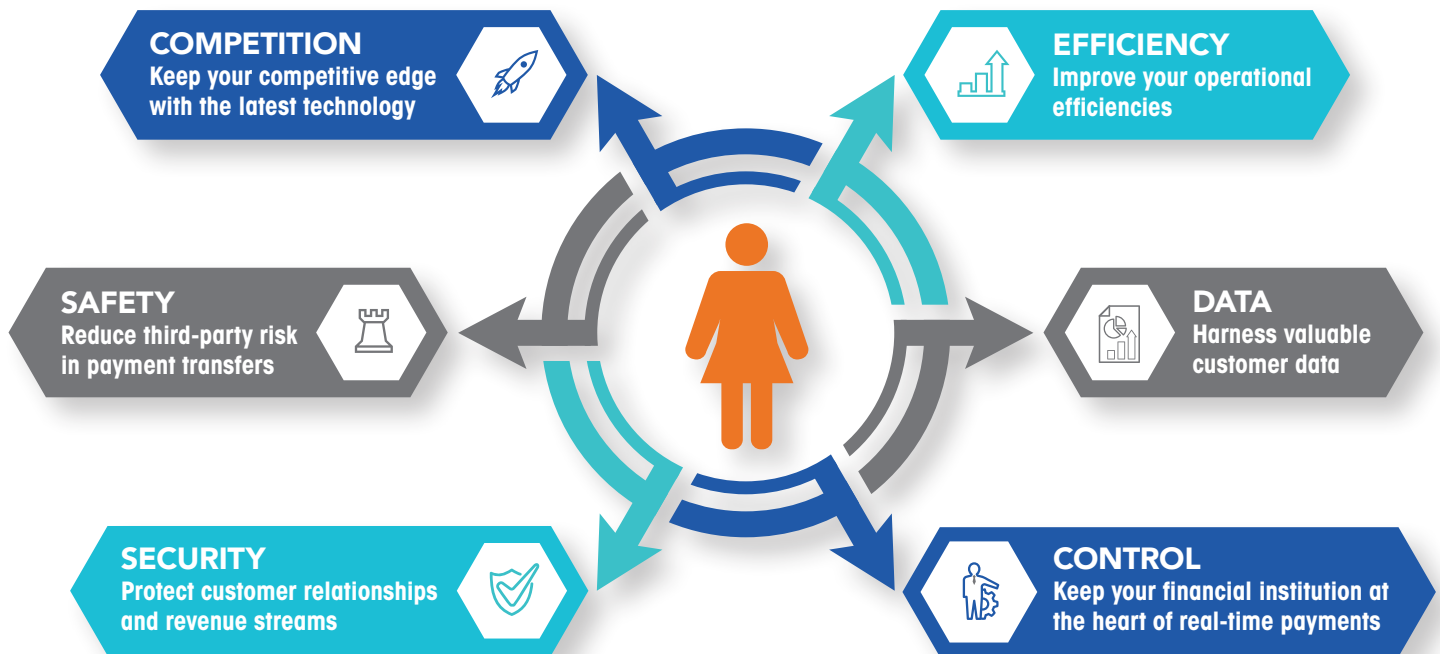 COMPETITION
Keep your competitive edge
with the latest technology
EFFICIENCY
Improve your operational
efficiencies
SAFETY
Reduce third-party risk
in payment transfers
DATA
Harness valuable
customer data
SECURITY
Protect customer relationships
and revenue streams
CONTROL
Keep your financial institution at
the heart of real-time payments